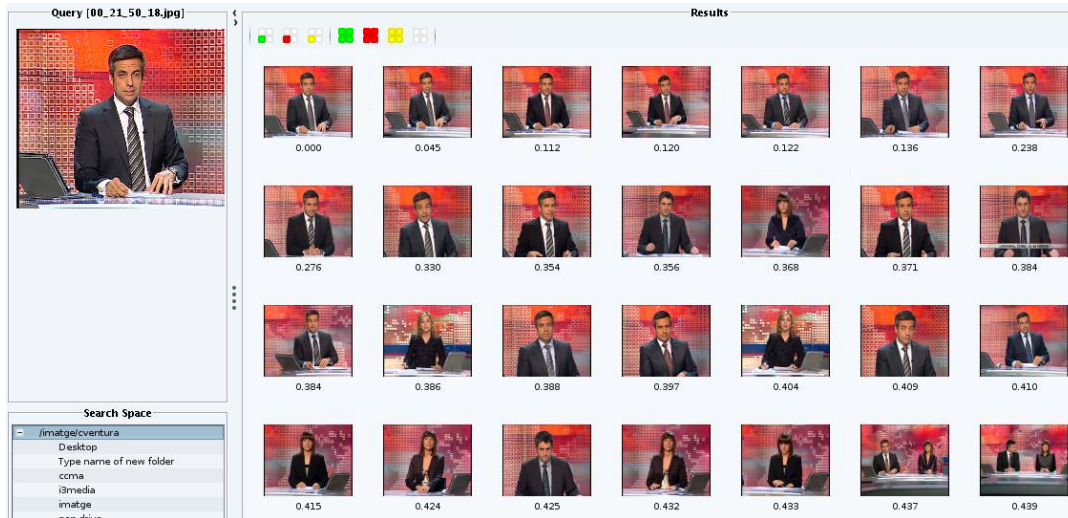 Query [00_21_50_18.jpg]
Results
0.000 0.045 0.112 0.120 0.122 0.136 0.238
0.276 0.330 0.354 0.356 0.368 0.371 0.384
0.384 0.386 0.388 0.397 0.404 0.409 0.410
0.415 0.424 0.425 0.432 0.433 0.437 0.439
Search Space
/imatge/cventura
Desktop
Type name of new folder
ccma
i3media
imatge